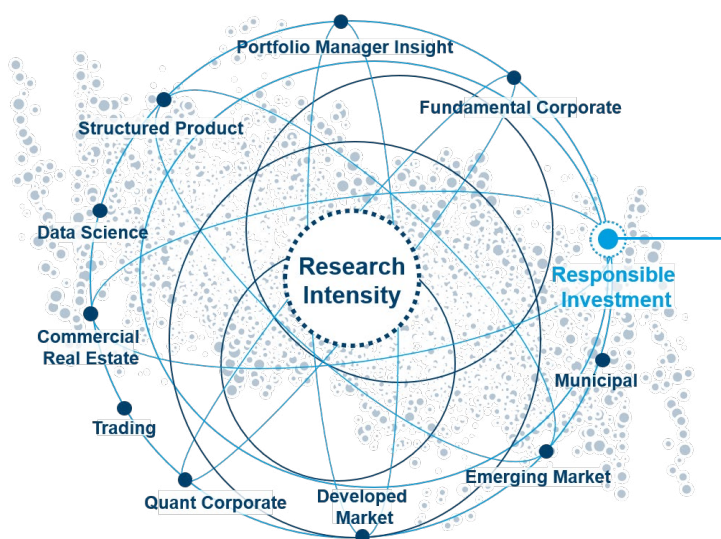 Portfolio Manager Insight
Fundamental Corporate
Structured Product
Data Science
Research
Intensity
Responsible
Investment
Commercial
Real Estate
Municipal
Trading
Emerging Market
Quant Corporate
Developed
Market